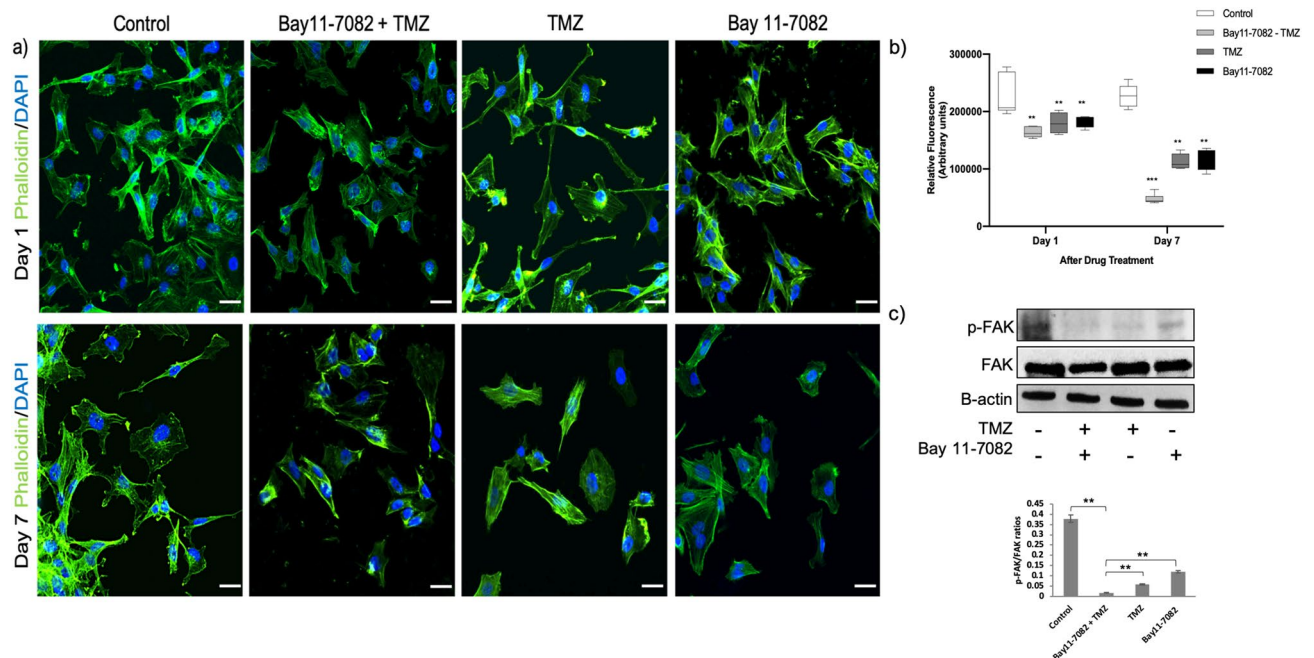 Control
Bay11-7082 + TMZ
TMZ
Bay 11-7082
a)
Day 1 Phalloidin/DAPI
Day 7 Phalloidin/DAPI
b)
Control
Bay11-7082 - TMZ
TMZ
Bay11-7082
Relative Fluorescence
(Arbitrary units)
300000
200000
100000
0
** ** **
*** ** **
Day 1
Day 7
After Drug Treatment
c)
p-FAK
FAK
B-actin
TMZ - + + -
Bay 11-7082 - + - +
p-FAK/FAK ratios
0.45
0.4
0.35
0.3
0.25
0.2
0.15
0.1
0.05
0
**
**
**
Control
Bay11-7082 + TMZ
TMZ
Bay11-7082